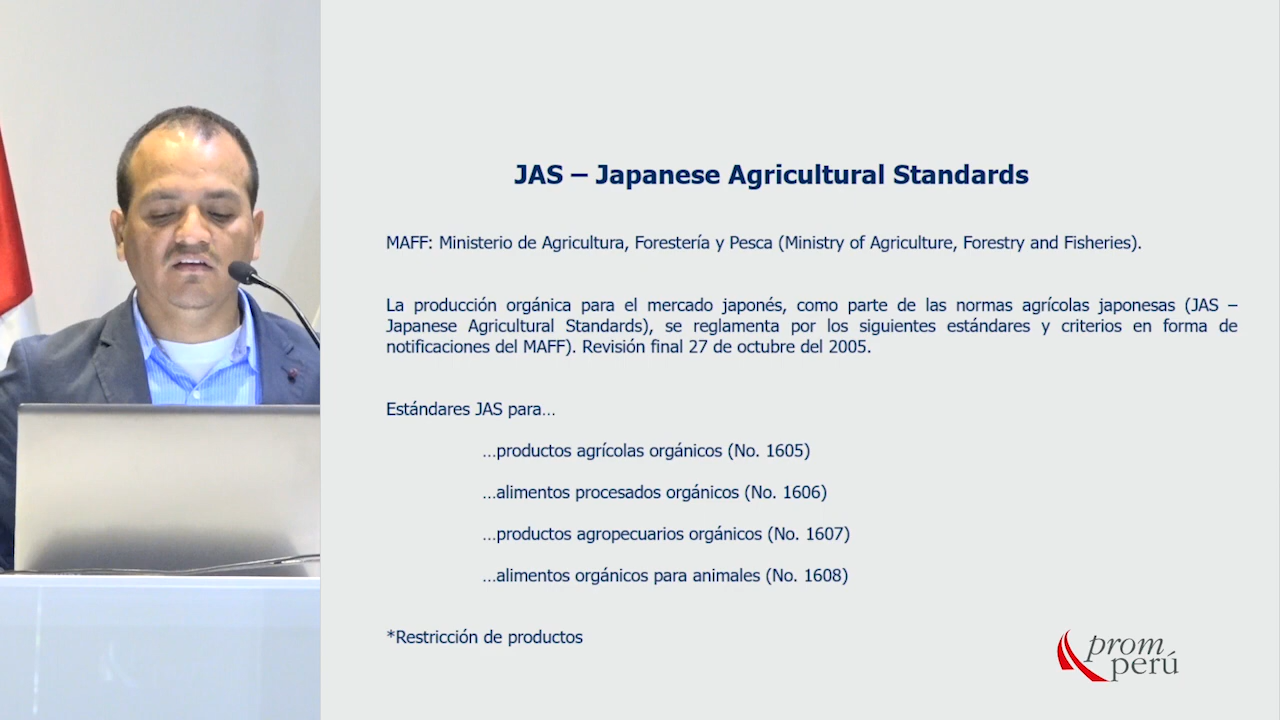 JAS – Japanese Agricultural Standards
MAFF: Ministerio de Agricultura, Forestería y Pesca (Ministry of Agriculture, Forestry and Fisheries).
La producción orgánica para el mercado japonés, como parte de las normas agrícolas japonesas (JAS –
Japanese Agricultural Standards), se reglamenta por los siguientes estándares y criterios en forma de
notificaciones del MAFF). Revisión final 27 de octubre del 2005.
Estándares JAS para…
…productos agrícolas orgánicos (No. 1605)
…alimentos procesados orgánicos (No. 1606)
…productos agropecuarios orgánicos (No. 1607)
…alimentos orgánicos para animales (No. 1608)
*Restricción de productos
prom
perú